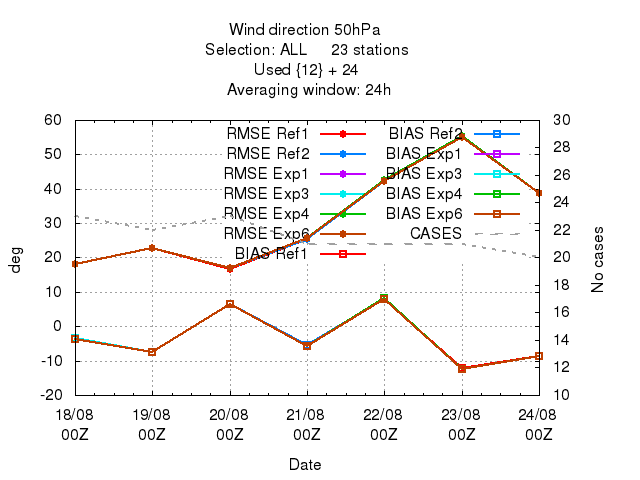 Wind direction 50hPa
Selection: ALL 23 stations
Used {12} + 24
Averaging window: 24h
60 30
50 28
40 26
30 24
20 22
10 20
0 18
-10 16
-20 14
12
10
RMSE Ref1 BIAS Ref2
RMSE Ref2 BIAS Exp1
RMSE Exp1 BIAS Exp3
RMSE Exp3 BIAS Exp4
RMSE Exp4 BIAS Exp6
RMSE Exp6 CASES
BIAS Ref1
deg
No cases
18/08 19/08 20/08 21/08 22/08 23/08 24/08
00Z 00Z 00Z 00Z 00Z 00Z 00Z
Date